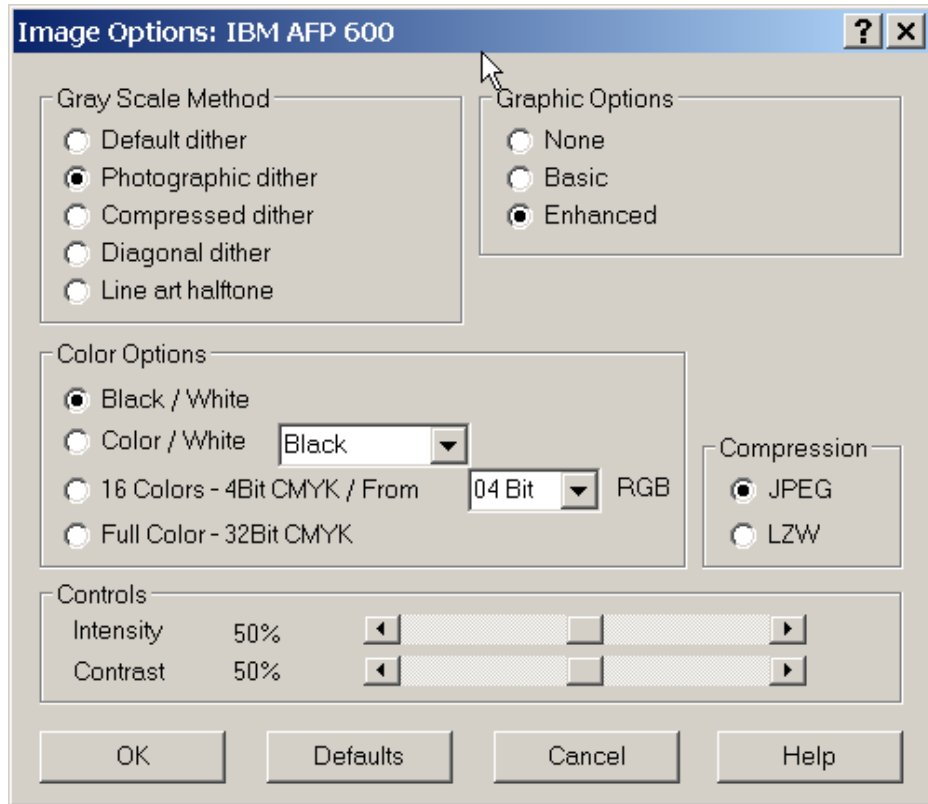 Image Options: IBM AFP 600
Gray Scale Method
Default dither
Photographic dither
Compressed dither
Diagonal dither
Line art halftone
Graphic Options
None
Basic
Enhanced
Color Options
Black / White
Color / White Black
16 Colors - 4Bit CMYK / From 04 Bit RGB
Full Color - 32Bit CMYK
Compression
JPEG
LZW
Controls
Intensity 50%
Contrast 50%
OK Defaults Cancel Help